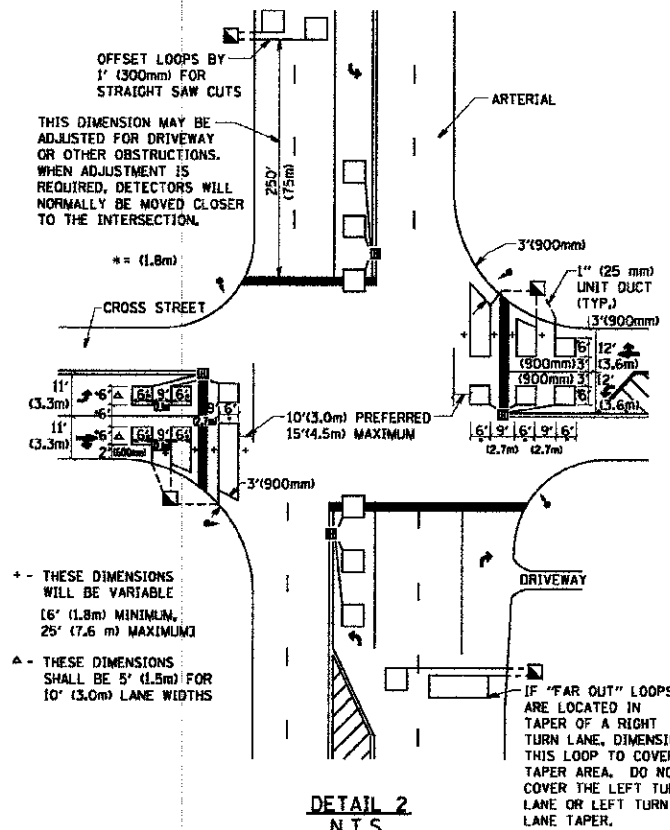 OFFSET LOOPS BY
1' (300mm) FOR
STRAIGHT SAW CUTS
THIS DIMENSION MAY BE
ADJUSTED FOR DRIVEWAY
OR OTHER OBSTRUCTIONS.
WHEN ADJUSTMENT IS
REQUIRED, DETECTORS WILL
NORMALLY BE MOVED CLOSER
TO THE INTERSECTION.
250'
(75m)
ARTERIAL
* = (1.8m)
3'(900mm)
1" (25 mm)
UNIT DUCT
(TYP.)
CROSS STREET
3'(900mm)
6'
12'
(3.6m)
(900mm) 3'
(900mm) 3'
12'
(3.6m)
6'
11'
(3.3m)
*6'
6' 9' 6'
*6'
9' 6'
(2.7m)
11'
(3.3m)
*6'
6' 9' 6'
2' (600mm)
10'(3.0m) PREFERRED
15'(4.5m) MAXIMUM
6' 9' 6' 9' 6'
(2.7m) (2.7m)
3'(900mm)
+ - THESE DIMENSIONS
WILL BE VARIABLE
[6' (1.8m) MINIMUM,
25' (7.6 m) MAXIMUM]
DRIVEWAY
Δ - THESE DIMENSIONS
SHALL BE 5' (1.5m) FOR
10' (3.0m) LANE WIDTHS
IF "FAR OUT" LOOPS
ARE LOCATED IN
TAPER OF A RIGHT
TURN LANE, DIMENSI
THIS LOOP TO COVER
TAPER AREA. DO NO
COVER THE LEFT TU
LANE OR LEFT TURN
LANE TAPER.
DETAIL 2
N.T.S.